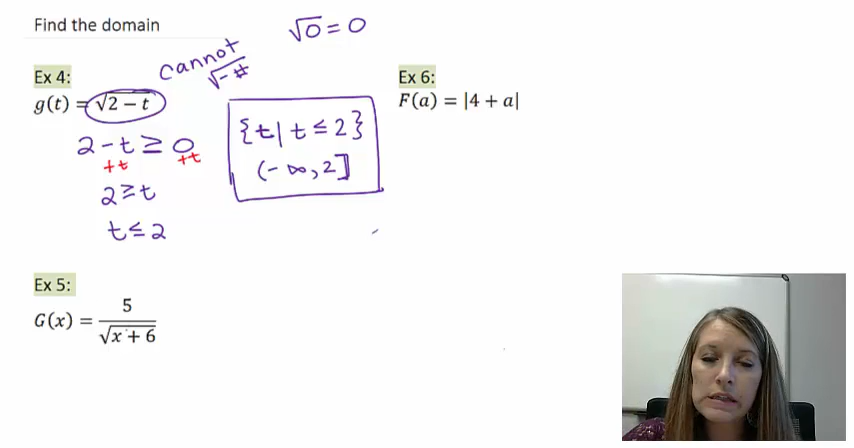 Find the domain
√0 = 0
cannot
√-#
Ex 4:
g(t) = √2 − t
2 - t ≥ 0
+t +t
2 ≥ t
t ≤ 2
{t | t ≤ 2}
(-∞, 2]
Ex 6:
F(a) = |4 + a|
Ex 5:
G(x) = 5/√x + 6